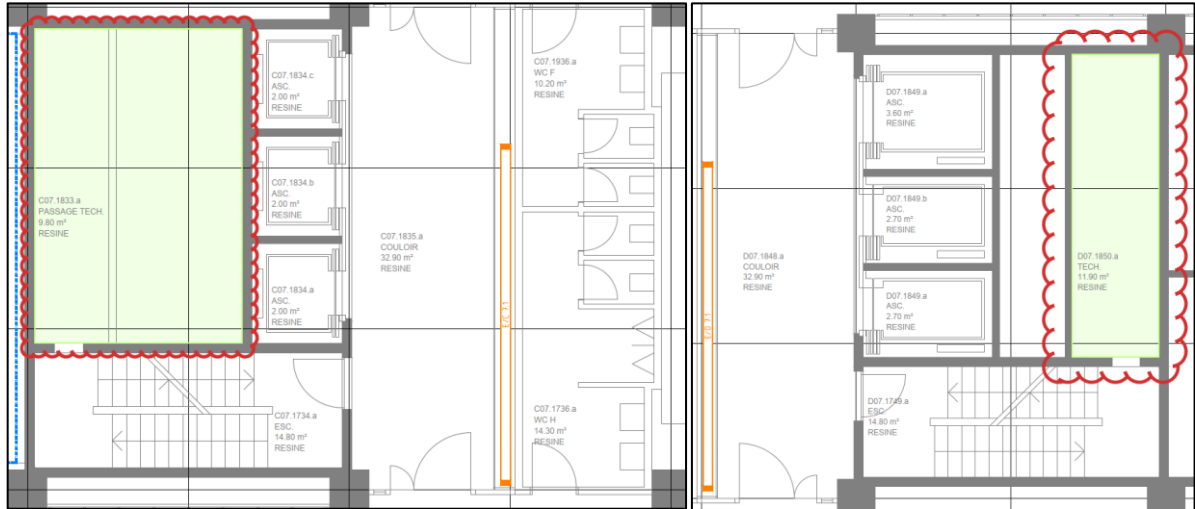 C07.1834.c
ASC.
2.00 m²
RESINE
C07.1936.a
WC F
10.20 m²
RESINE
C07.1834.b
ASC.
2.00 m²
RESINE
C07.1833.a
PASSAGE TECH.
9.80 m²
RESINE
C07.1835.a
COULOIR
32.90 m²
RESINE
C07.1834.a
ASC.
2.00 m²
RESINE
E/C 7.1
C07.1734.a
ESC.
14.80 m²
RESINE
C07.1736.a
WC H
14.30 m²
RESINE
D07.1849.a
ASC.
3.60 m²
RESINE
D07.1849.b
ASC.
2.70 m²
RESINE
D07.1848.a
COULOIR
32.90 m²
RESINE
D07.1850.a
TECH.
11.90 m²
RESINE
D07.1849.a
ASC.
2.70 m²
RESINE
E/D 7.1
D07.1749.a
ESC.
14.80 m²
RESINE